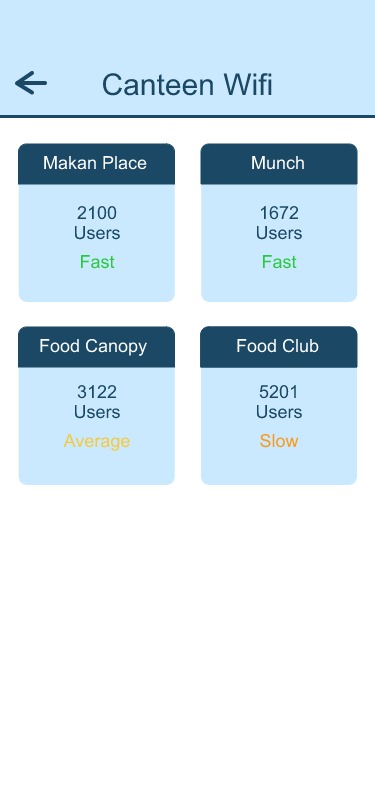 Canteen Wifi
Makan Place
2100
Users
Fast
Munch
1672
Users
Fast
Food Canopy
3122
Users
Average
Food Club
5201
Users
Slow